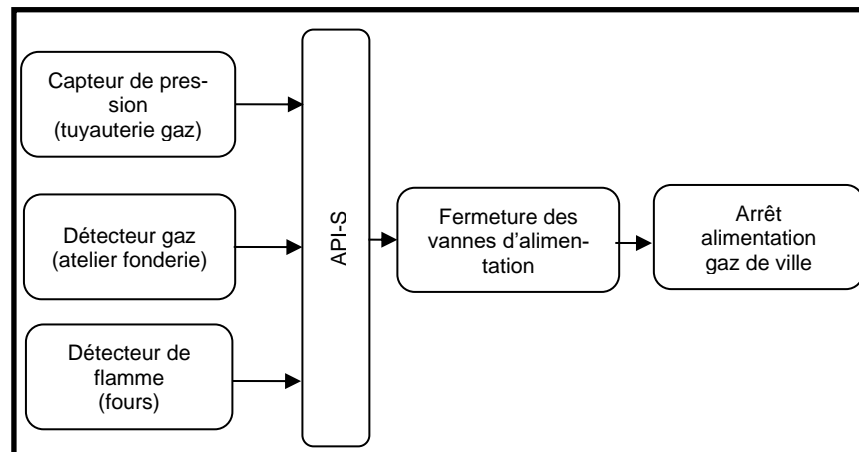 Capteur de pres-
sion
(tuyauterie gaz)
Détecteur gaz
(atelier fonderie)
Détecteur de
flamme
(fours)
API-S
Fermeture des
vannes d'alimen-
tation
Arrêt
alimentation
gaz de ville